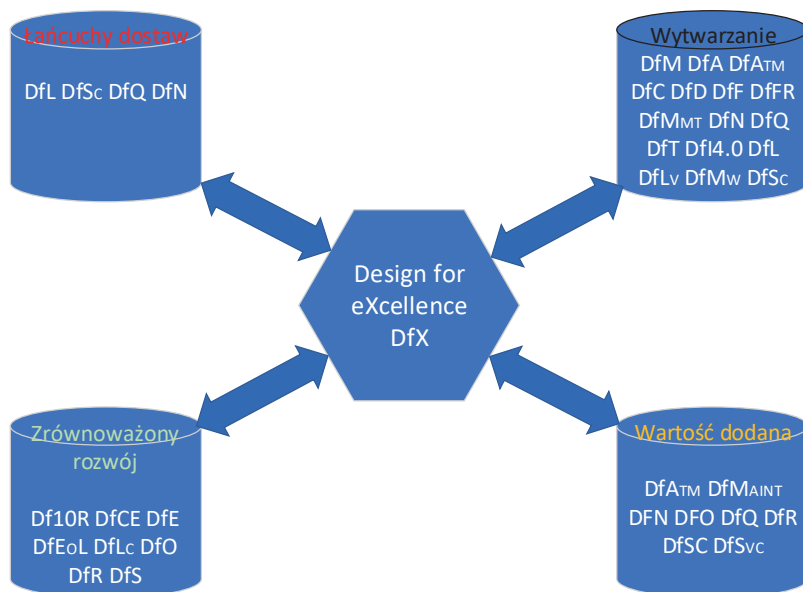 Łańcuchy dostaw
DfL DfSC DfQ DfN
Wytwarzanie
DfM DfA DfATM
DfC DfD DfF DfFR
DfMMT DfN DfQ
DfT DfI4.0 DfL
DfLV DfMW DfSC
Design for
eXcellence
DfX
Zrównoważony
rozwój
Df10R DfCE DfE
DfEOL DfLC DfO
DfR DfS
Wartość dodana
DfATM DfMAINT
DFN DFO DfQ DfR
DfSC DfSVC